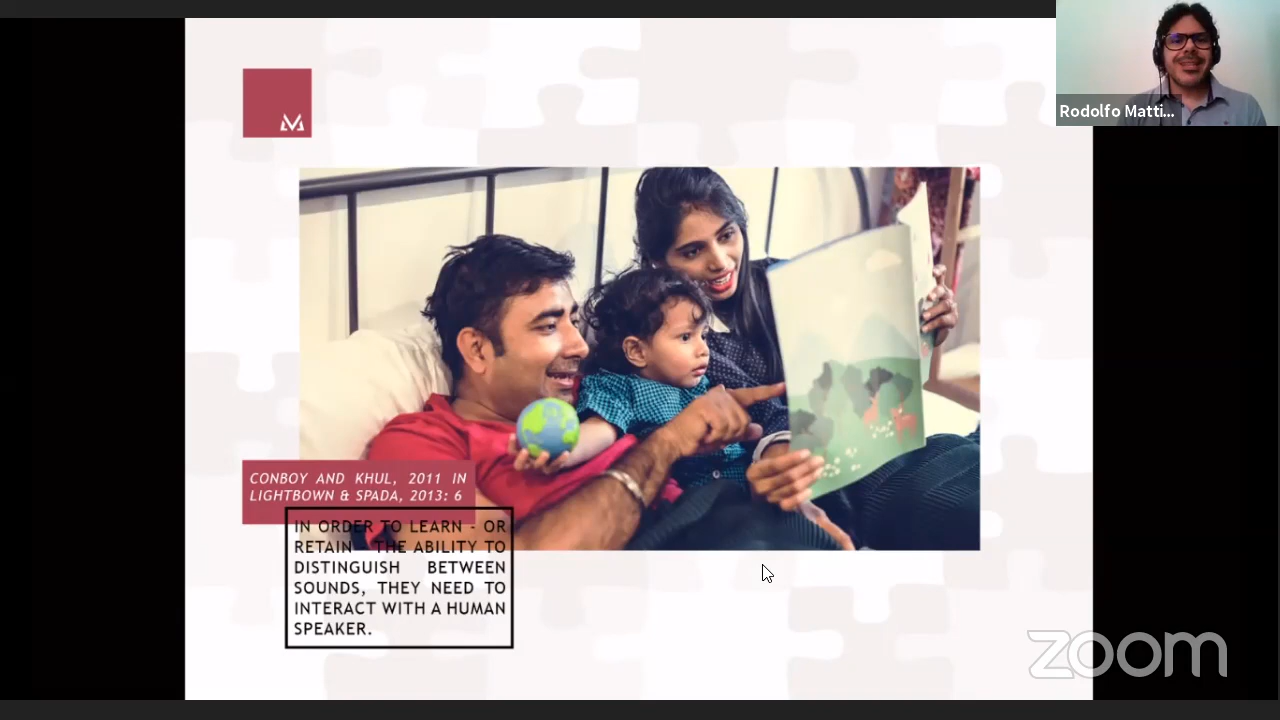 Rodolfo Matti...
CONBOY AND KHUL, 2011 IN
LIGHTBOWN & SPADA, 2013: 6
IN ORDER TO LEARN - OR
RETAIN THE ABILITY TO
DISTINGUISH BETWEEN
SOUNDS, THEY NEED TO
INTERACT WITH A HUMAN
SPEAKER.
zoom